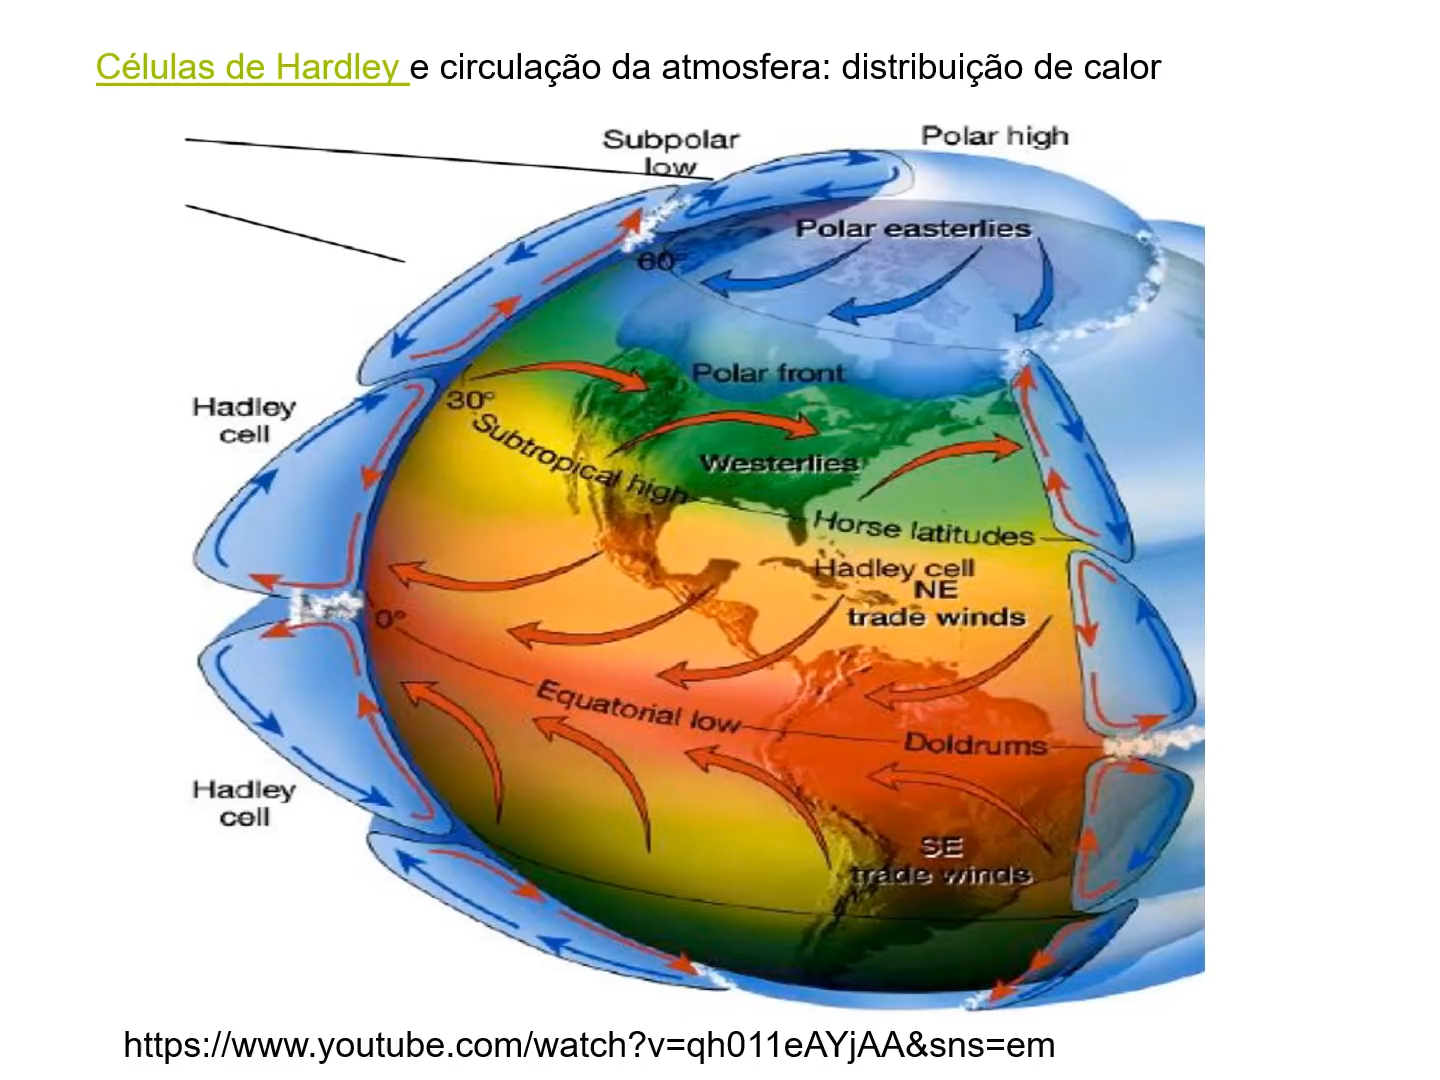 Células de Hardley e circulação da atmosfera: distribuição de calor
Subpolar
low
Polar high
Polar easterlies
60°
Polar front
Hadley
cell
30°
Subtropical high
Westerlies
Horse latitudes
Hadley cell
NE
trade winds
0°
Equatorial low
Doldrums
Hadley
cell
SE
trade winds
https://www.youtube.com/watch?v=qh011eAYjAA&sns=em